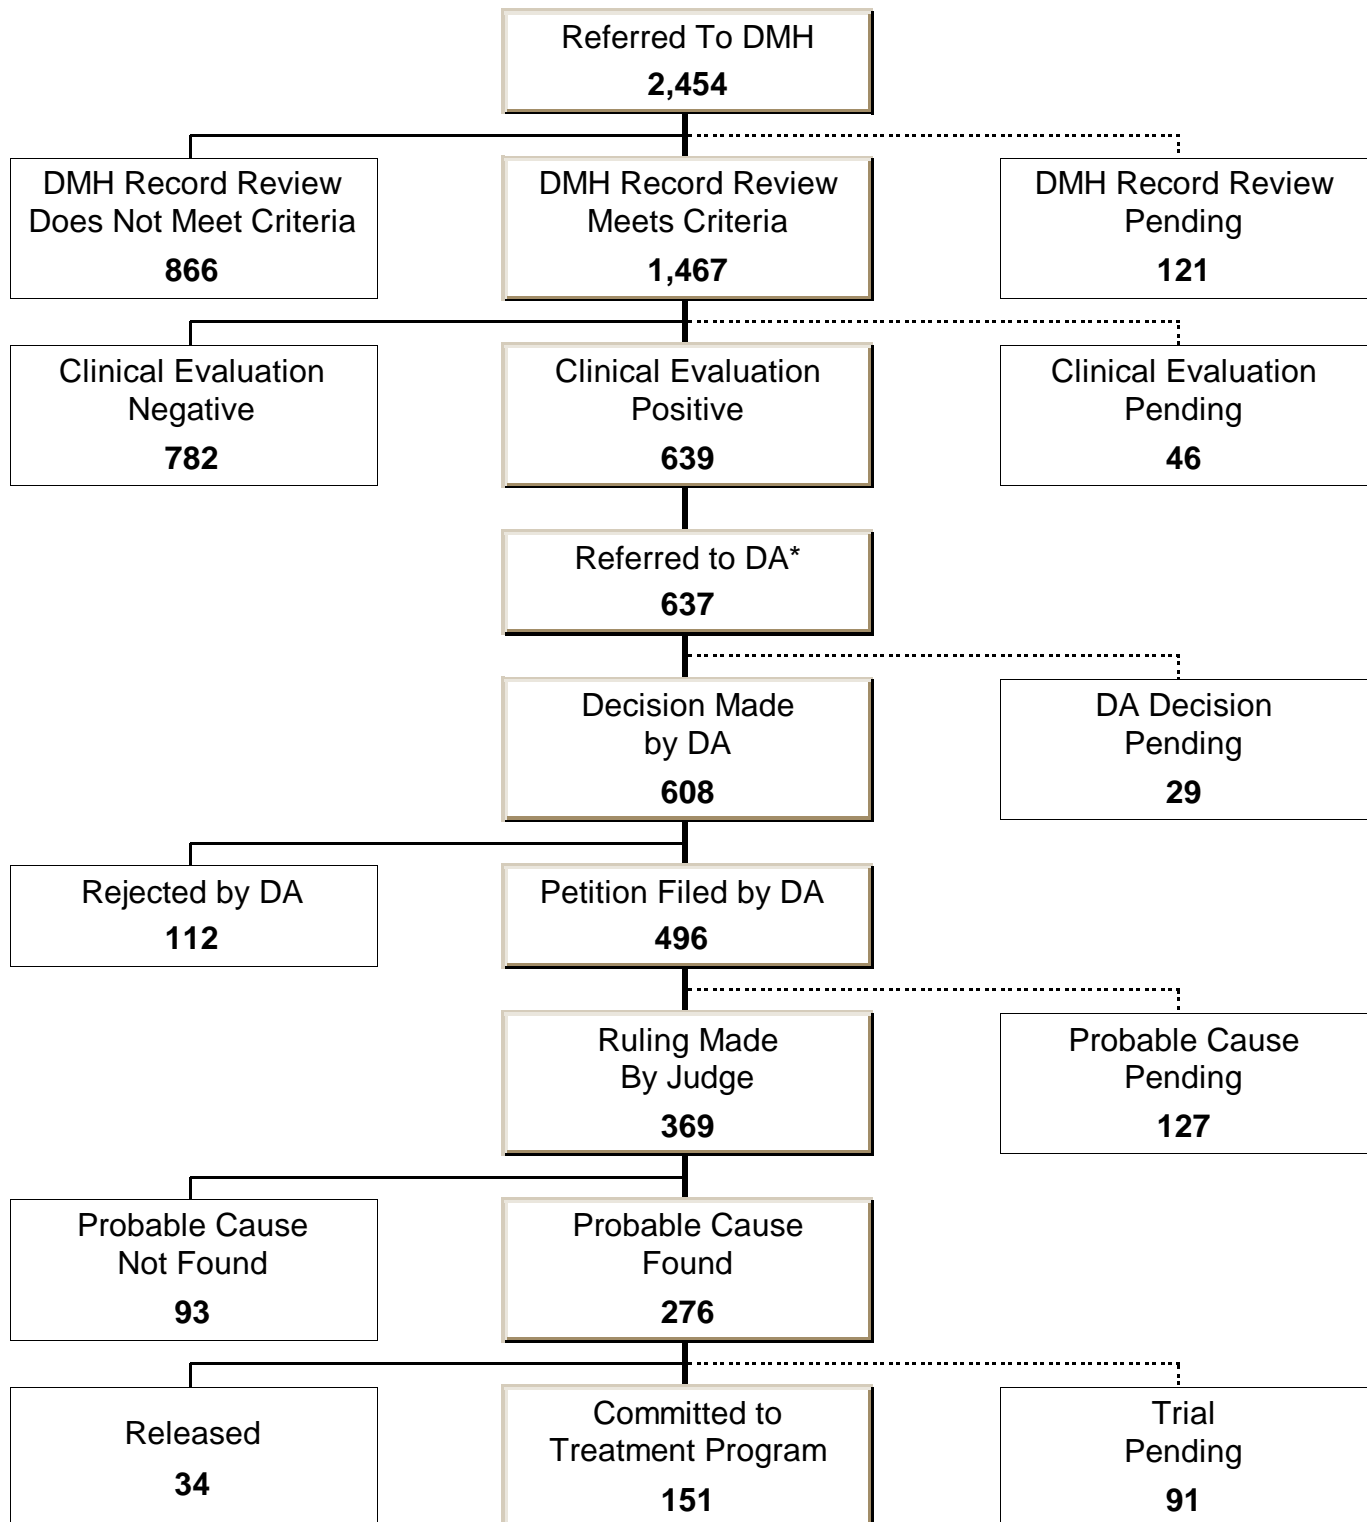 Referred To DMH
2,454
DMH Record Review
Does Not Meet Criteria
866
DMH Record Review
Meets Criteria
1,467
DMH Record Review
Pending
121
Clinical Evaluation
Negative
782
Clinical Evaluation
Positive
639
Clinical Evaluation
Pending
46
Referred to DA*
637
Decision Made
by DA
608
DA Decision
Pending
29
Rejected by DA
112
Petition Filed by DA
496
Ruling Made
By Judge
369
Probable Cause
Pending
127
Probable Cause
Not Found
93
Probable Cause
Found
276
Released
34
Committed to
Treatment Program
151
Trial
Pending
91